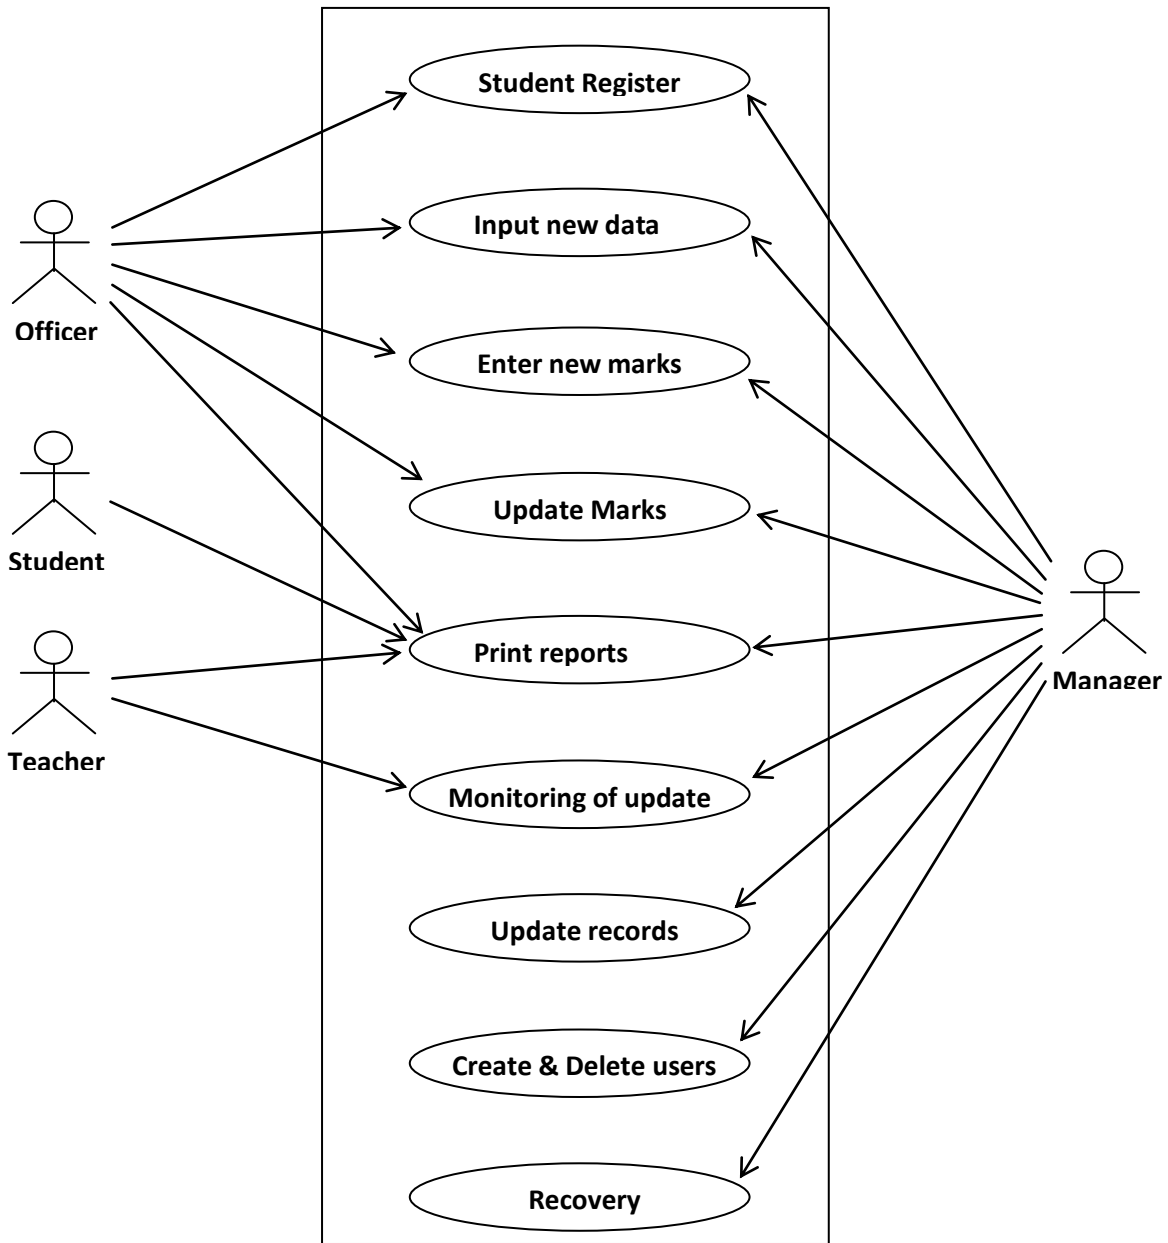 Student Register
Input new data
Officer
Enter new marks
Student
Update Marks
Teacher
Print reports
Manager
Monitoring of update
Update records
Create & Delete users
Recovery